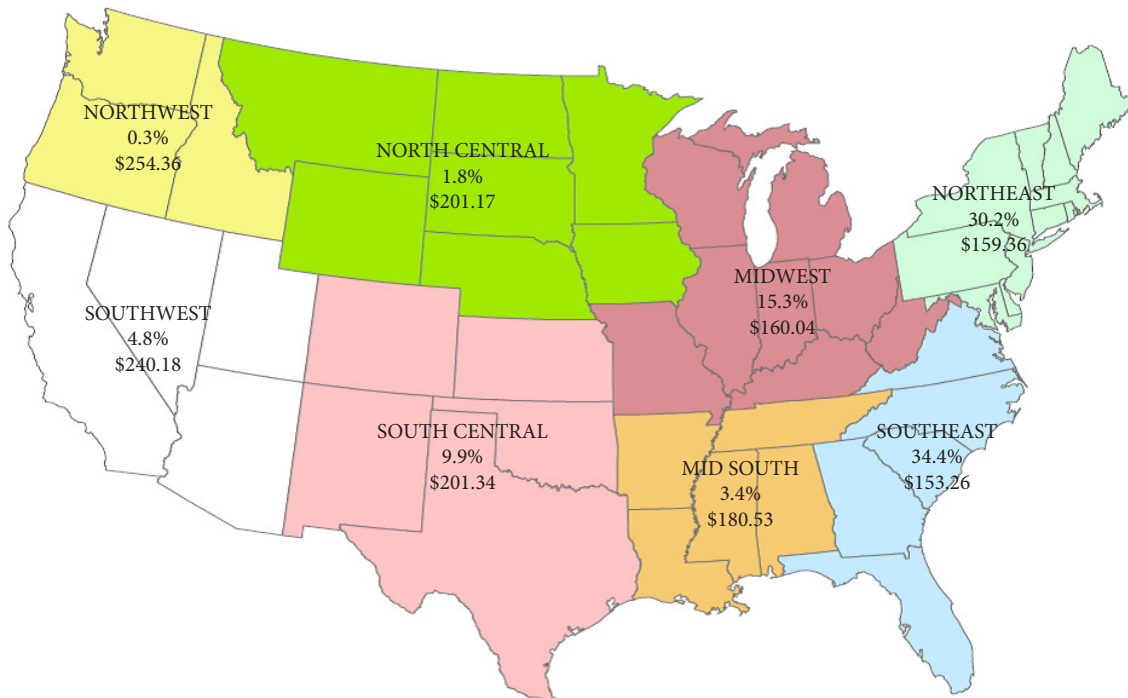 NORTHWEST
0.3%
$254.36
NORTH CENTRAL
1.8%
$201.17
NORTHEAST
30.2%
$159.36
MIDWEST
15.3%
$160.04
SOUTHWEST
4.8%
$240.18
SOUTH CENTRAL
9.9%
$201.34
MID SOUTH
3.4%
$180.53
SOUTHEAST
34.4%
$153.26